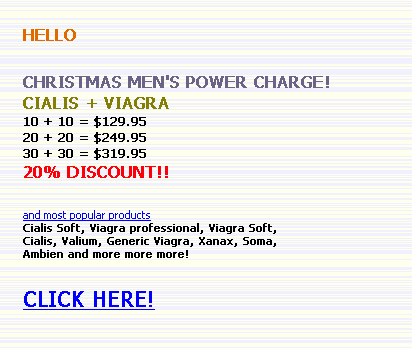 HELLO
CHRISTMAS MEN'S POWER CHARGE!
CIALIS + VIAGRA
10 + 10 = $129.95
20 + 20 = $249.95
30 + 30 = $319.95
20% DISCOUNT!!
and most popular products
Cialis Soft, Viagra professional, Viagra Soft,
Cialis, Valium, Generic Viagra, Xanax, Soma,
Ambien and more more more!
CLICK HERE!